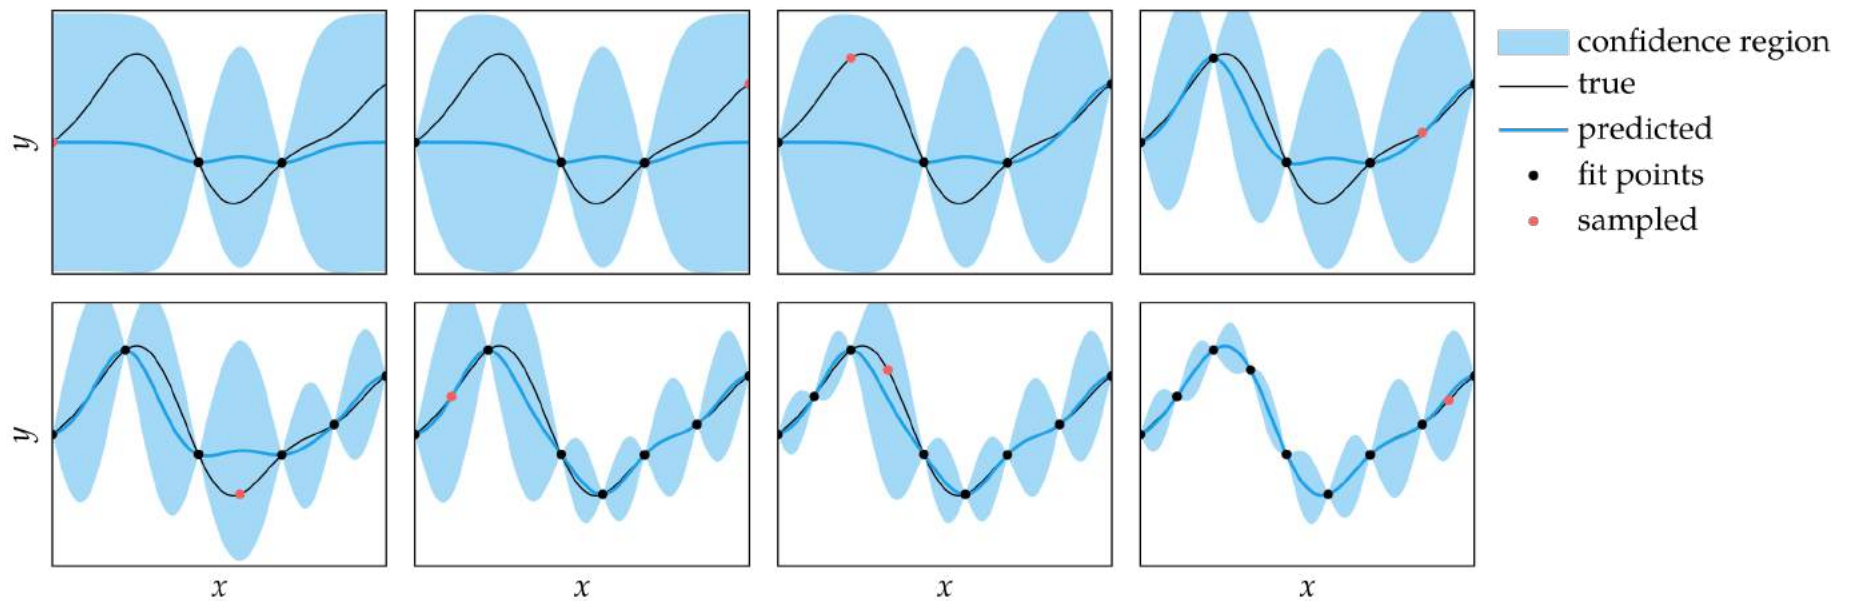 y
confidence region
true
predicted
fit points
sampled
y
x
x
x
x